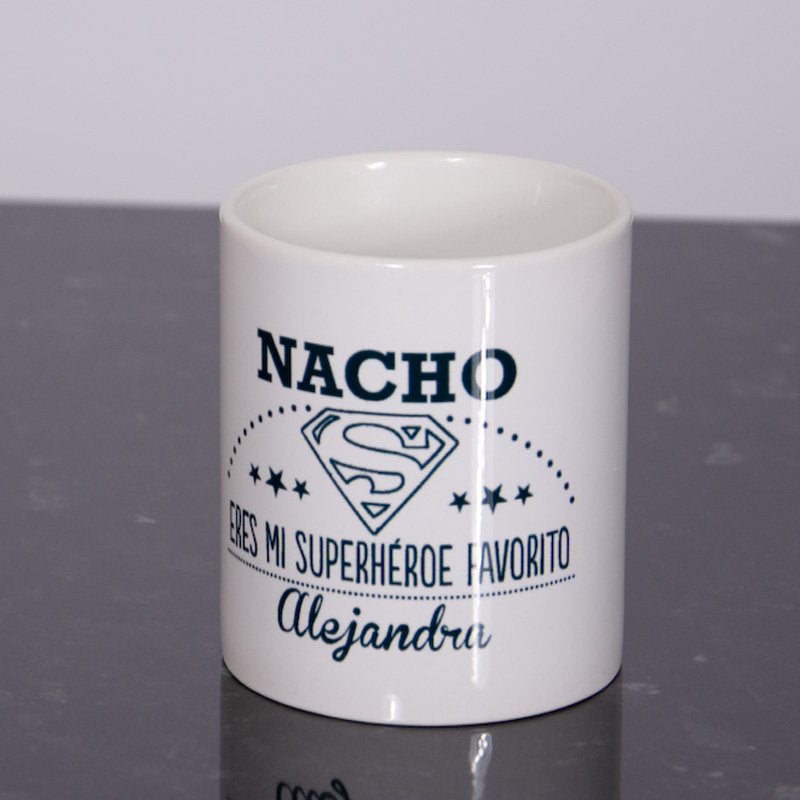 NACHO
S
ERES MI SUPERHÉROE FAVORITO
Alejandra